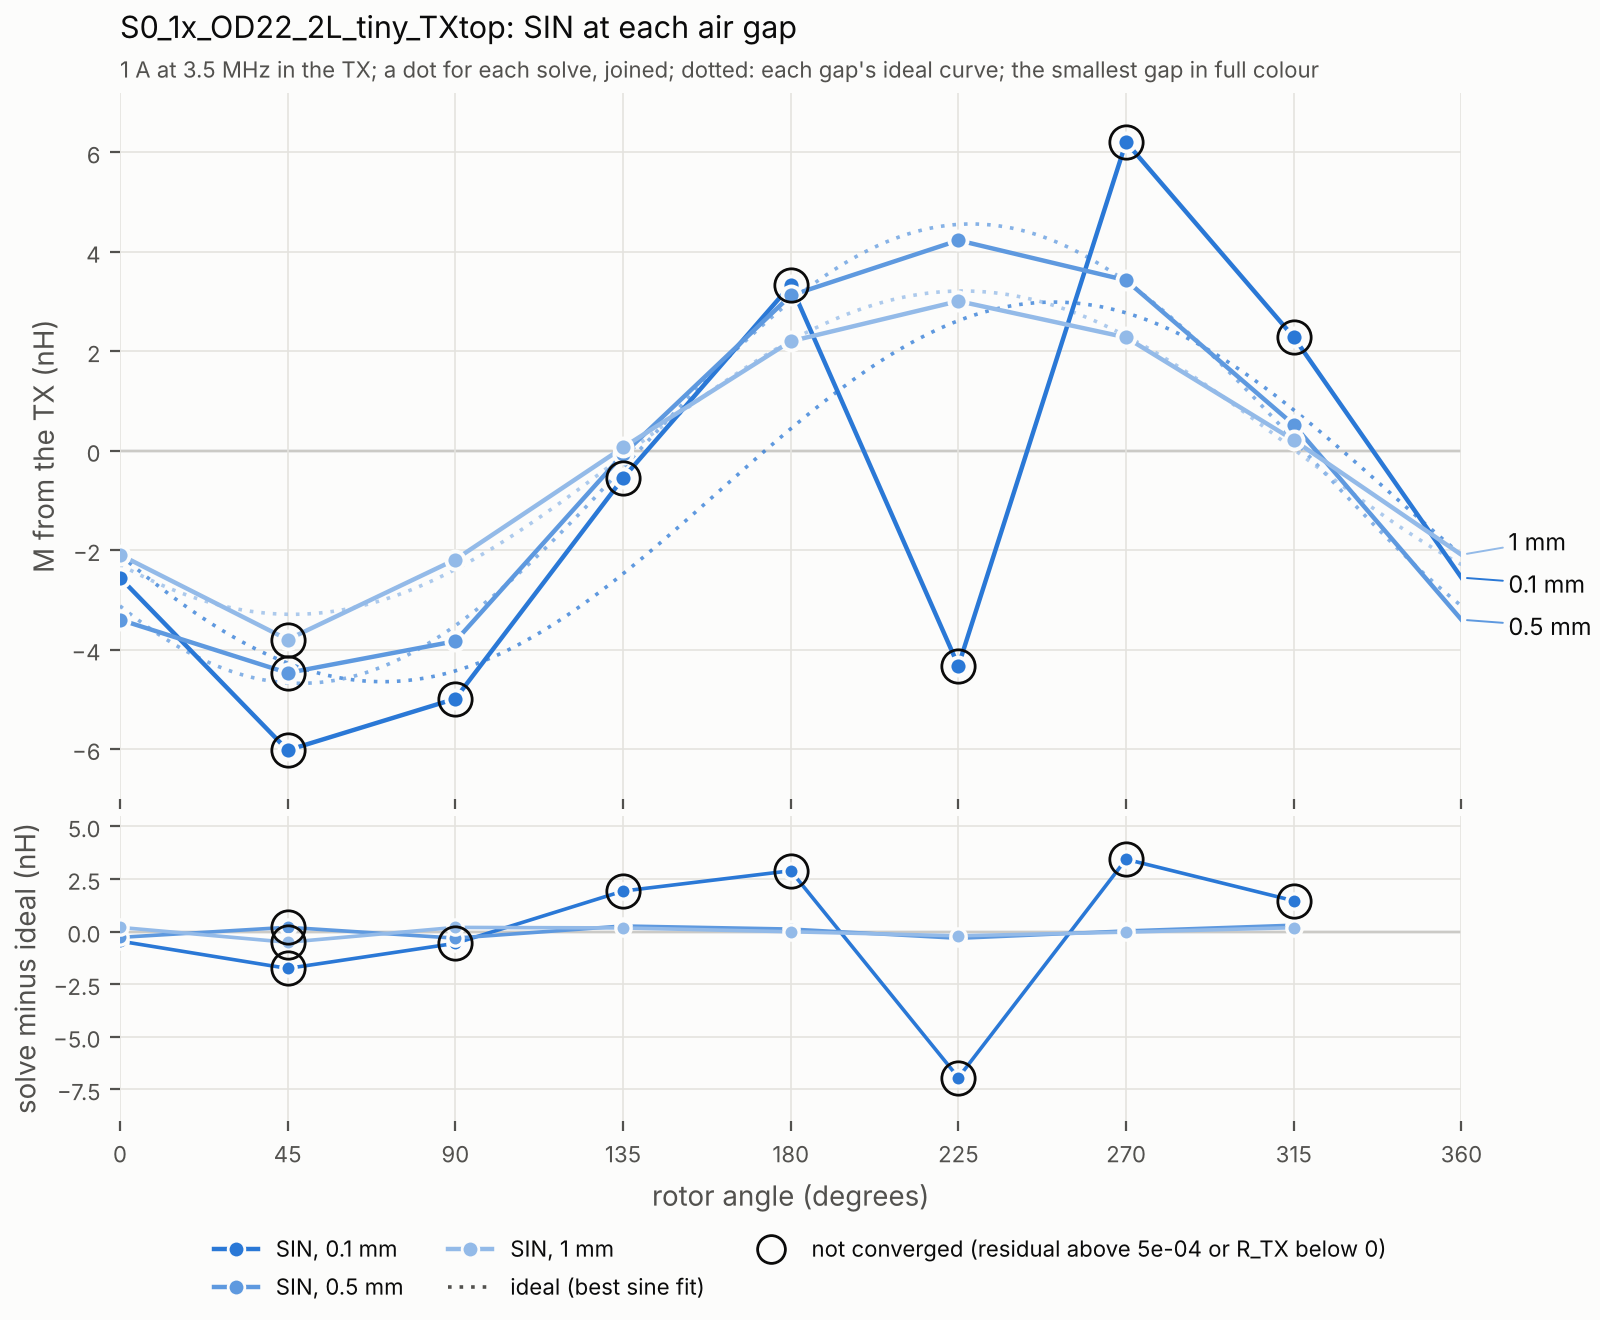 S0_1x_OD22_2L_tiny_TXtop: SIN at each air gap
1 A at 3.5 MHz in the TX; a dot for each solve, joined; dotted: each gap's ideal curve; the smallest gap in full colour
M from the TX (nH)
6
4
2
0
−2
−4
−6
1 mm
0.1 mm
0.5 mm
solve minus ideal (nH)
5.0
2.5
0.0
−2.5
−5.0
−7.5
0 45 90 135 180 225 270 315 360
rotor angle (degrees)
SIN, 0.1 mm
SIN, 0.5 mm
SIN, 1 mm
ideal (best sine fit)
not converged (residual above 5e-04 or R_TX below 0)